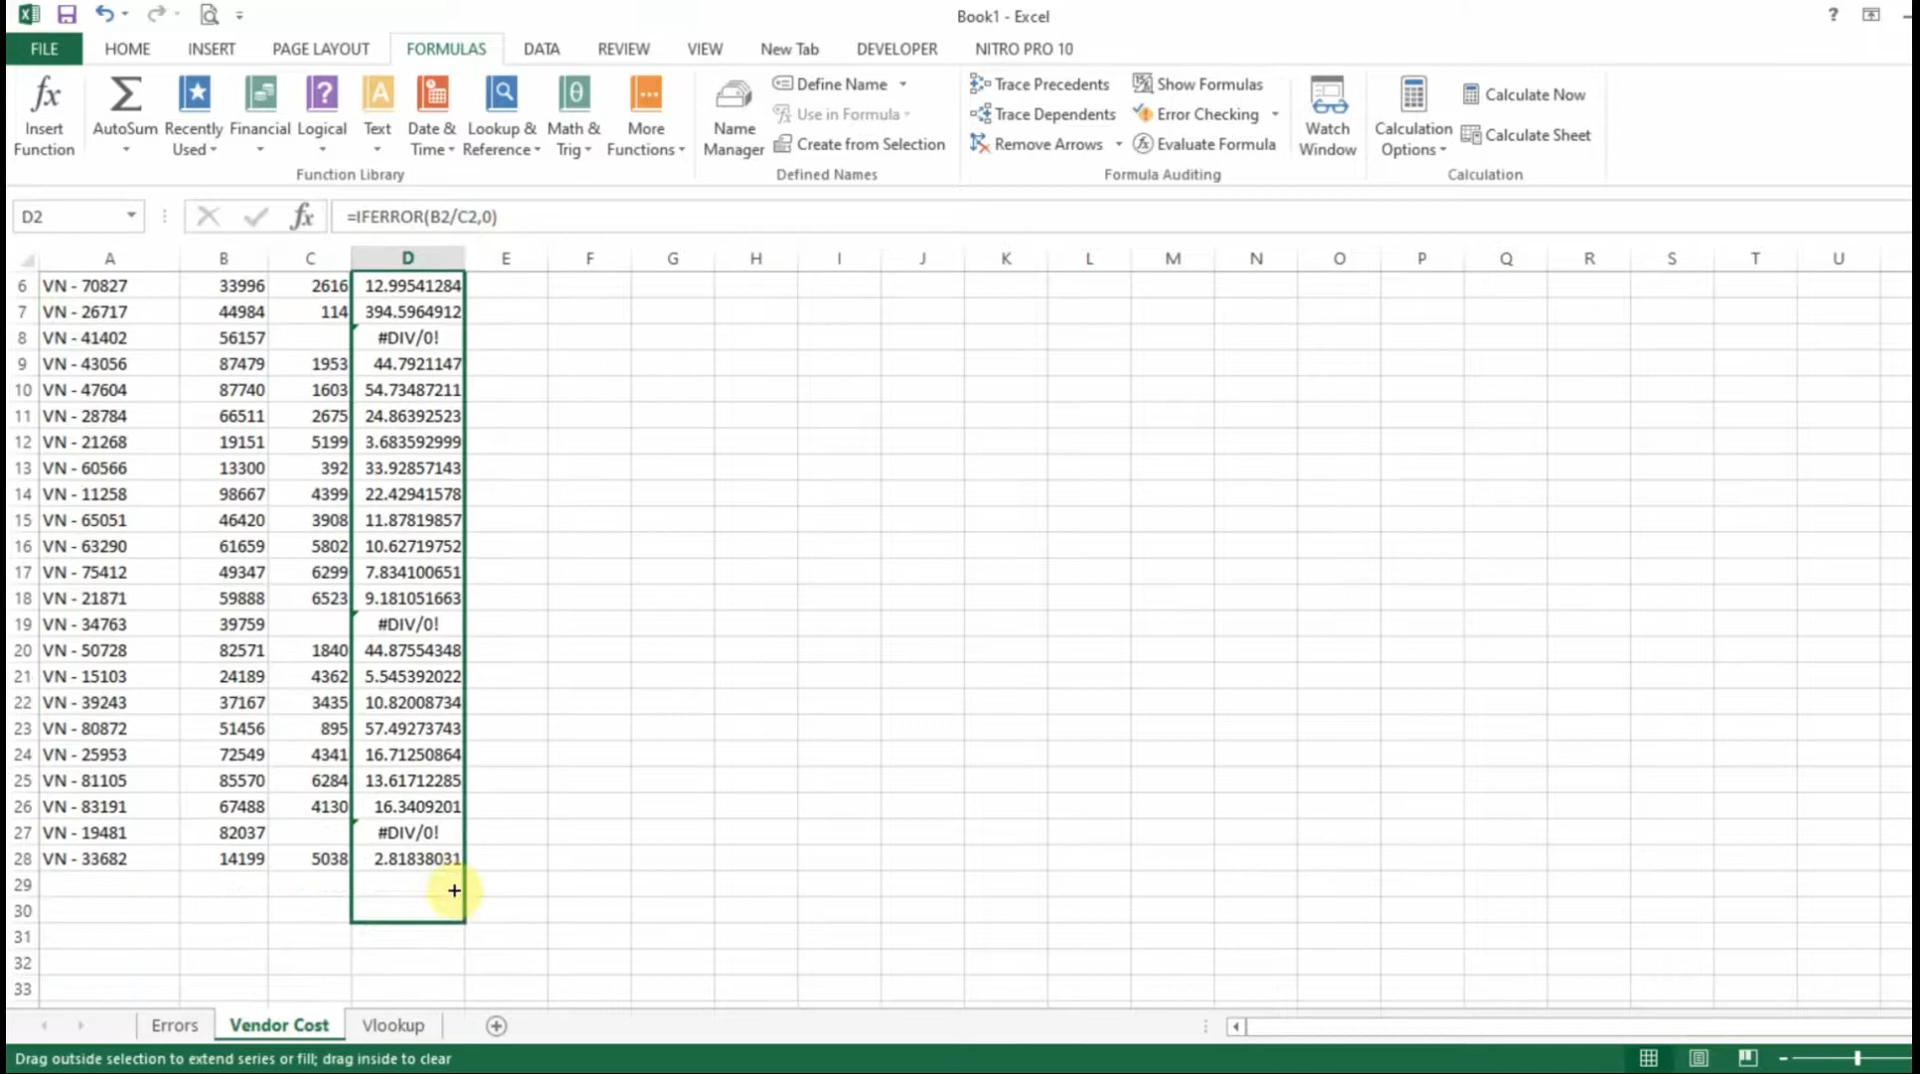 Book1 - Excel
?
FILE HOME INSERT PAGE LAYOUT FORMULAS DATA REVIEW VIEW New Tab DEVELOPER NITRO PRO 10
fx Insert Function
Σ AutoSum
Recently Used
Financial
? Logical
A Text
Date & Time
Lookup & Reference
θ Math & Trig
More Functions
Function Library
Name Manager
Define Name
Use in Formula
Create from Selection
Defined Names
Trace Precedents
Trace Dependents
Remove Arrows
Show Formulas
Error Checking
fx Evaluate Formula
Formula Auditing
Watch Window
Calculation Options
Calculate Now
Calculate Sheet
Calculation
D2 fx =IFERROR(B2/C2,0)
A B C D E F G H I J K L M N O P Q R S T U
6 VN - 70827 33996 2616 12.99541284
7 VN - 26717 44984 114 394.5964912
8 VN - 41402 56157 #DIV/0!
9 VN - 43056 87479 1953 44.7921147
10 VN - 47604 87740 1603 54.73487211
11 VN - 28784 66511 2675 24.86392523
12 VN - 21268 19151 5199 3.683592999
13 VN - 60566 13300 392 33.92857143
14 VN - 11258 98667 4399 22.42941578
15 VN - 65051 46420 3908 11.87819857
16 VN - 63290 61659 5802 10.62719752
17 VN - 75412 49347 6299 7.834100651
18 VN - 21871 59888 6523 9.181051663
19 VN - 34763 39759 #DIV/0!
20 VN - 50728 82571 1840 44.87554348
21 VN - 15103 24189 4362 5.545392022
22 VN - 39243 37167 3435 10.82008734
23 VN - 80872 51456 895 57.49273743
24 VN - 25953 72549 4341 16.71250864
25 VN - 81105 85570 6284 13.61712285
26 VN - 83191 67488 4130 16.3409201
27 VN - 19481 82037 #DIV/0!
28 VN - 33682 14199 5038 2.81838031
29
30
31
32
33
Errors Vendor Cost Vlookup
Drag outside selection to extend series or fill; drag inside to clear